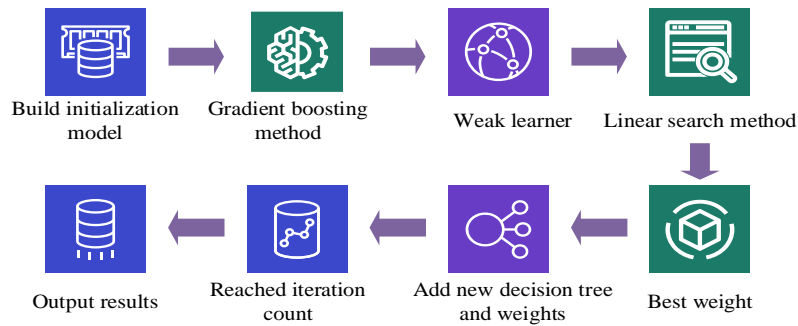 Build initialization
model
Gradient boosting
method
Weak learner
Linear search method
Output results
Reached iteration
count
Add new decision tree
and weights
Best weight